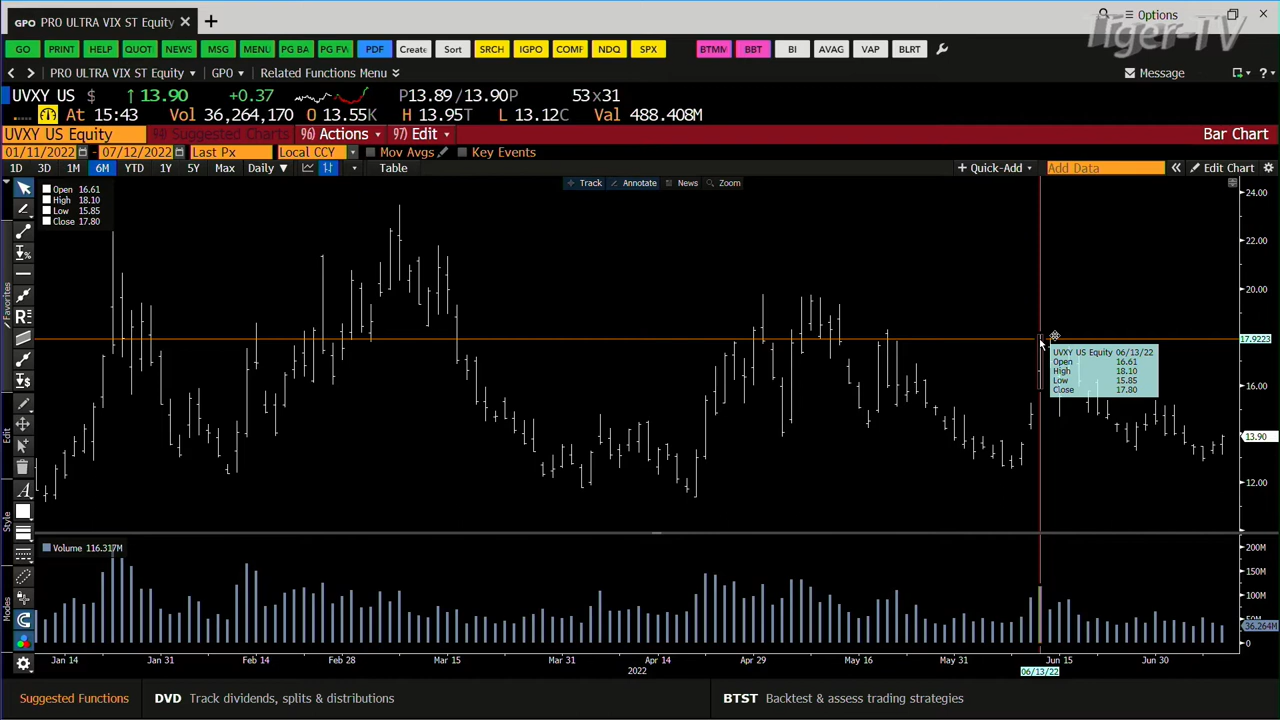 GPO PRO ULTRA VIX ST Equity
Options
Tiger-TV
GO PRINT HELP QUOT NEWS MSG MENU PG BA PG FW PDF Create Sort SRCH IGPO COMF NDQ SPX BTMM BBT BI AVAG VAP BLRT
PRO ULTRA VIX ST Equity GPO Related Functions Menu Message ?
UVXY US $ ↑13.90 +0.37 P13.89/13.90P 53x31
At 15:43 Vol 36,264,170 O 13.55K H 13.95T L 13.12C Val 488.408M
UVXY US Equity 94) Suggested Charts 96) Actions 97) Edit Bar Chart
01/11/2022 - 07/12/2022 Last Px Local CCY Mov Avgs Key Events
1D 3D 1M 6M YTD 1Y 5Y Max Daily Table + Quick-Add Add Data Edit Chart
Track Annotate News Zoom
Open 16.61
High 18.10
Low 15.85
Close 17.80
24.00
22.00
20.00
17.9223
16.00
13.90
12.00
UVXY US Equity 06/13/22
Open 16.61
High 18.10
Low 15.85
Close 17.80
Favorites
Edit
Style
Modes
Volume 116.317M
200M
150M
100M
36.264M
0
Jan 14 Jan 31 Feb 14 Feb 28 Mar 15 Mar 31 Apr 14 Apr 29 May 16 May 31 Jun 15 Jun 30
2022
06/13/22
Suggested Functions DVD Track dividends, splits & distributions BTST Backtest & assess trading strategies